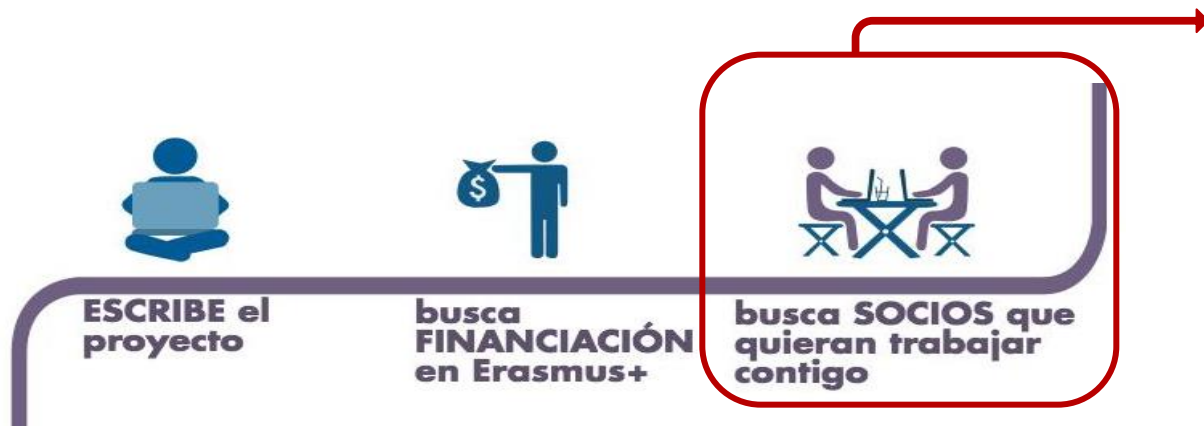 $
ESCRIBE el
proyecto
busca
FINANCIACIÓN
en Erasmus+
busca SOCIOS que
quieran trabajar
contigo